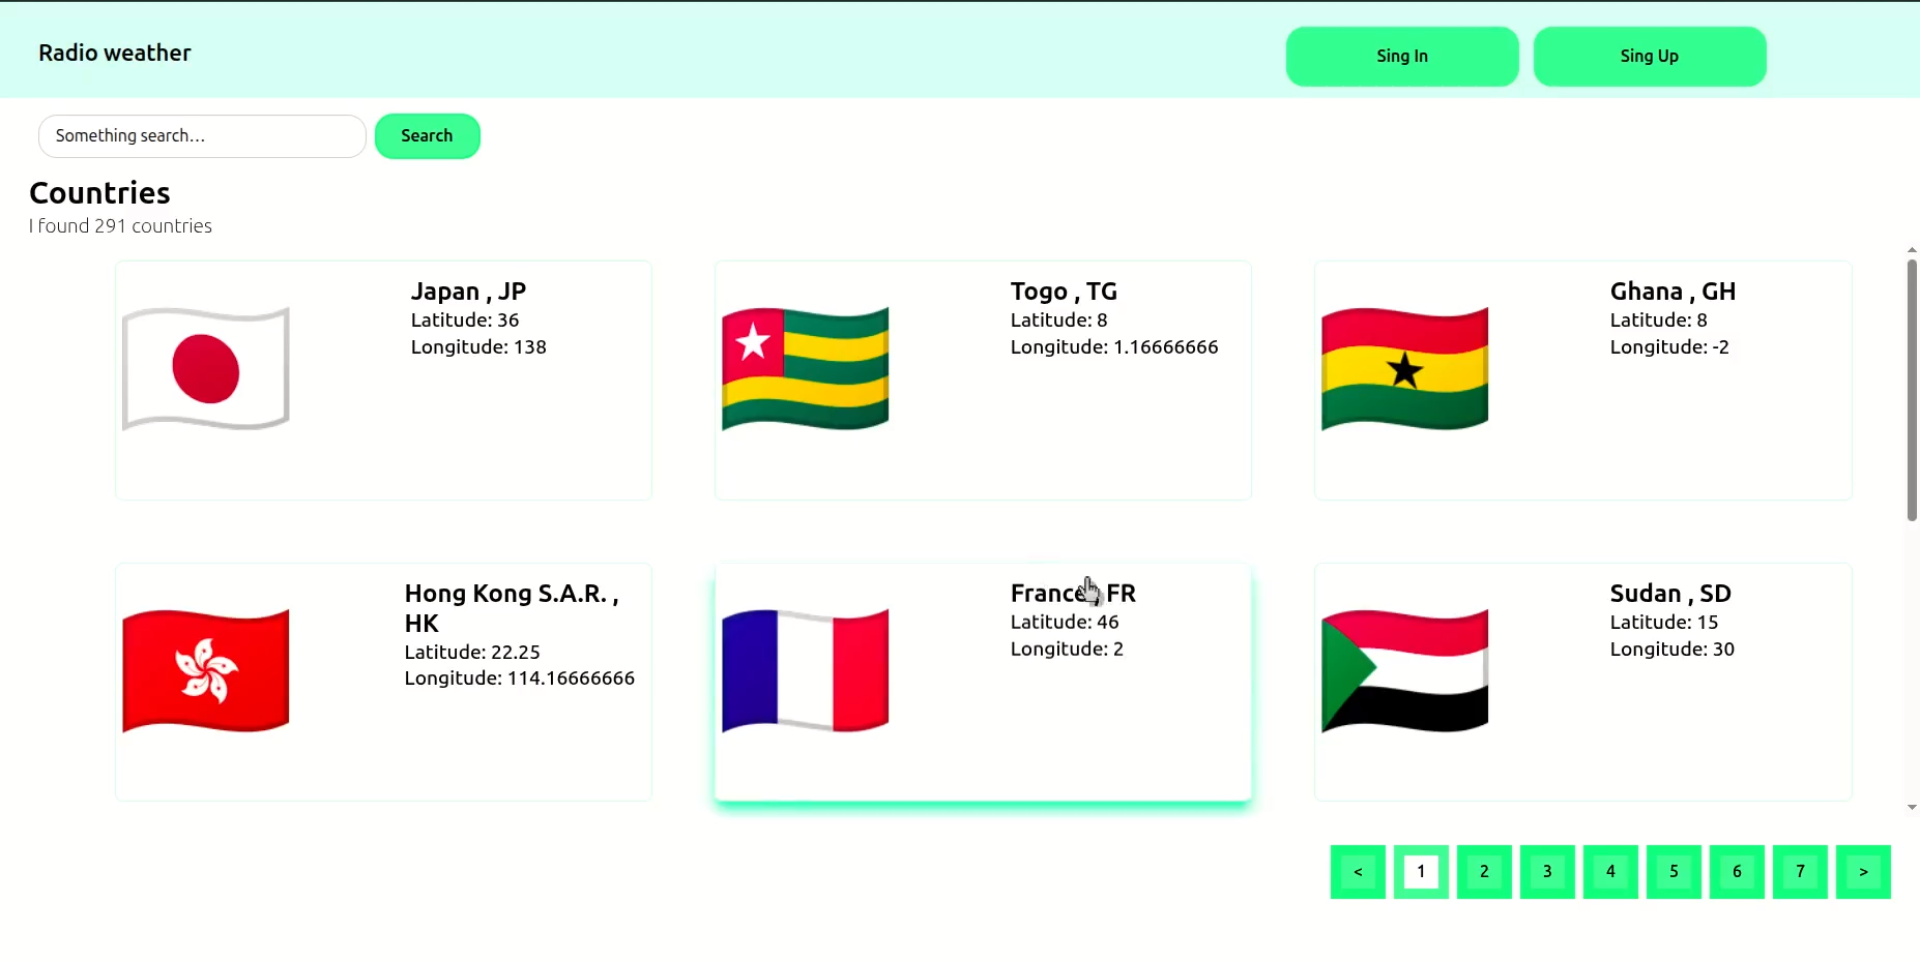 Radio weather
Sing In
Sing Up
Something search...
Search
Countries
I found 291 countries
Japan , JP
Latitude: 36
Longitude: 138
Togo , TG
Latitude: 8
Longitude: 1.16666666
Ghana , GH
Latitude: 8
Longitude: -2
Hong Kong S.A.R. ,
HK
Latitude: 22.25
Longitude: 114.16666666
France , FR
Latitude: 46
Longitude: 2
Sudan , SD
Latitude: 15
Longitude: 30
< 1 2 3 4 5 6 7 >